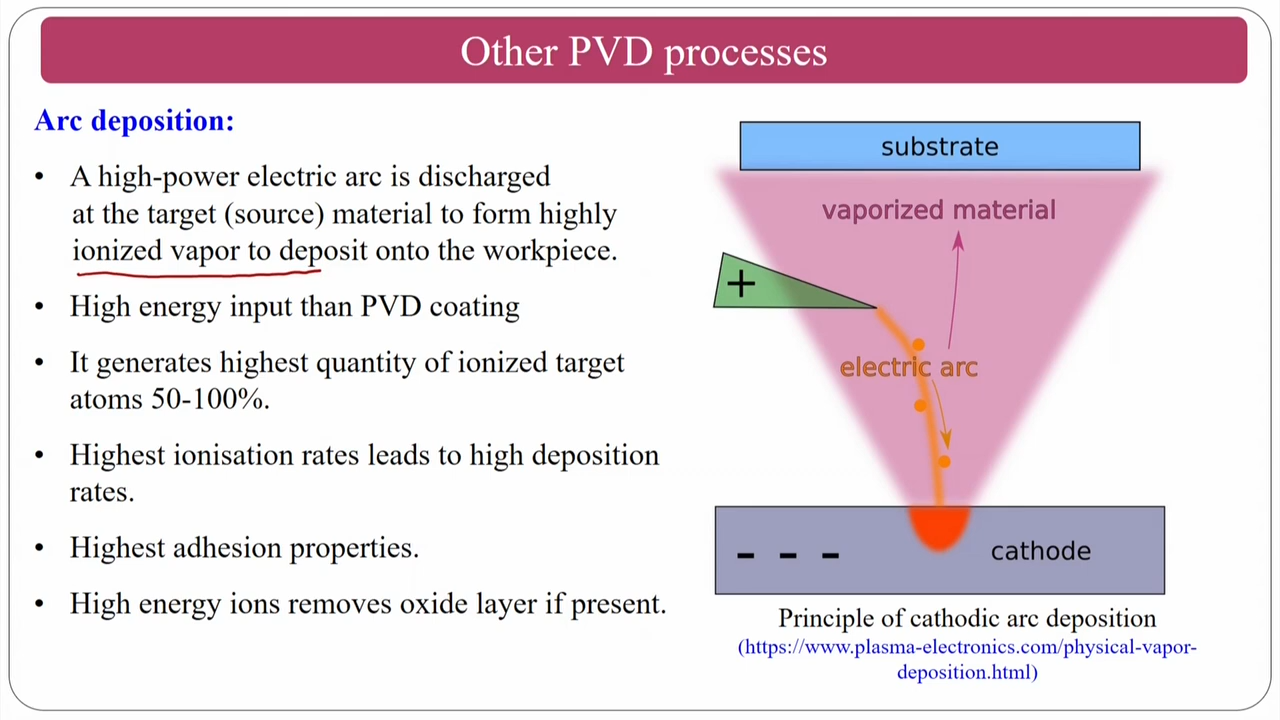 Other PVD processes
Arc deposition:
• A high-power electric arc is discharged
at the target (source) material to form highly
ionized vapor to deposit onto the workpiece.
• High energy input than PVD coating
• It generates highest quantity of ionized target
atoms 50-100%.
• Highest ionisation rates leads to high deposition
rates.
• Highest adhesion properties.
• High energy ions removes oxide layer if present.
substrate
vaporized material
+
electric arc
- - -
cathode
Principle of cathodic arc deposition
(https://www.plasma-electronics.com/physical-vapor-
deposition.html)